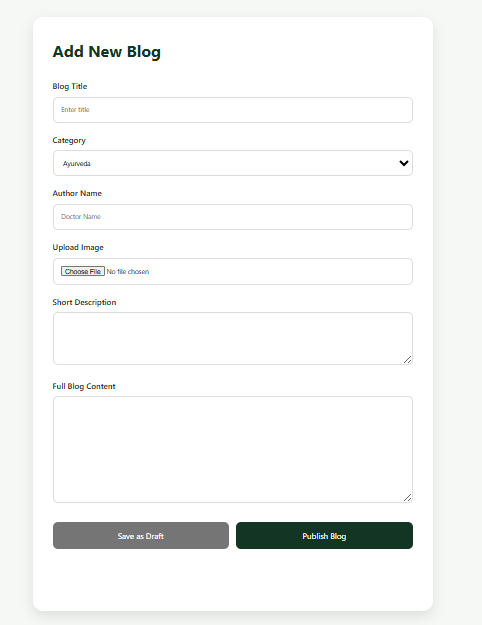 Add New Blog
Blog Title
Enter title
Category
Ayurveda
Author Name
Doctor Name
Upload Image
Choose File No file chosen
Short Description
Full Blog Content
Save as Draft Publish Blog